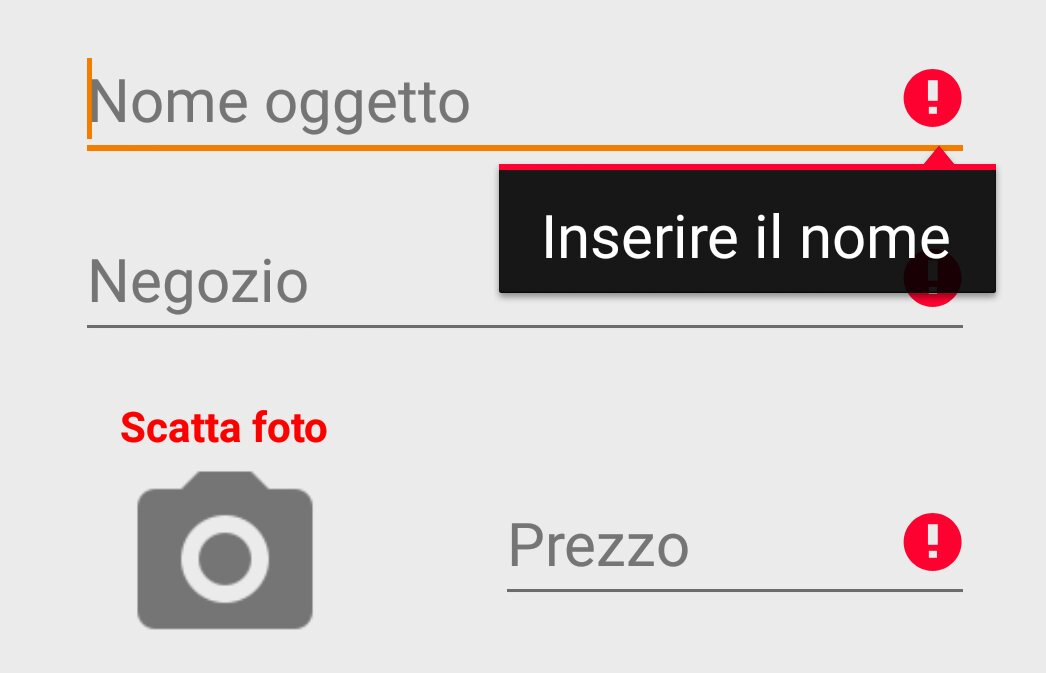 Nome oggetto
Inserire il nome
Negozio
Scatta foto
Prezzo